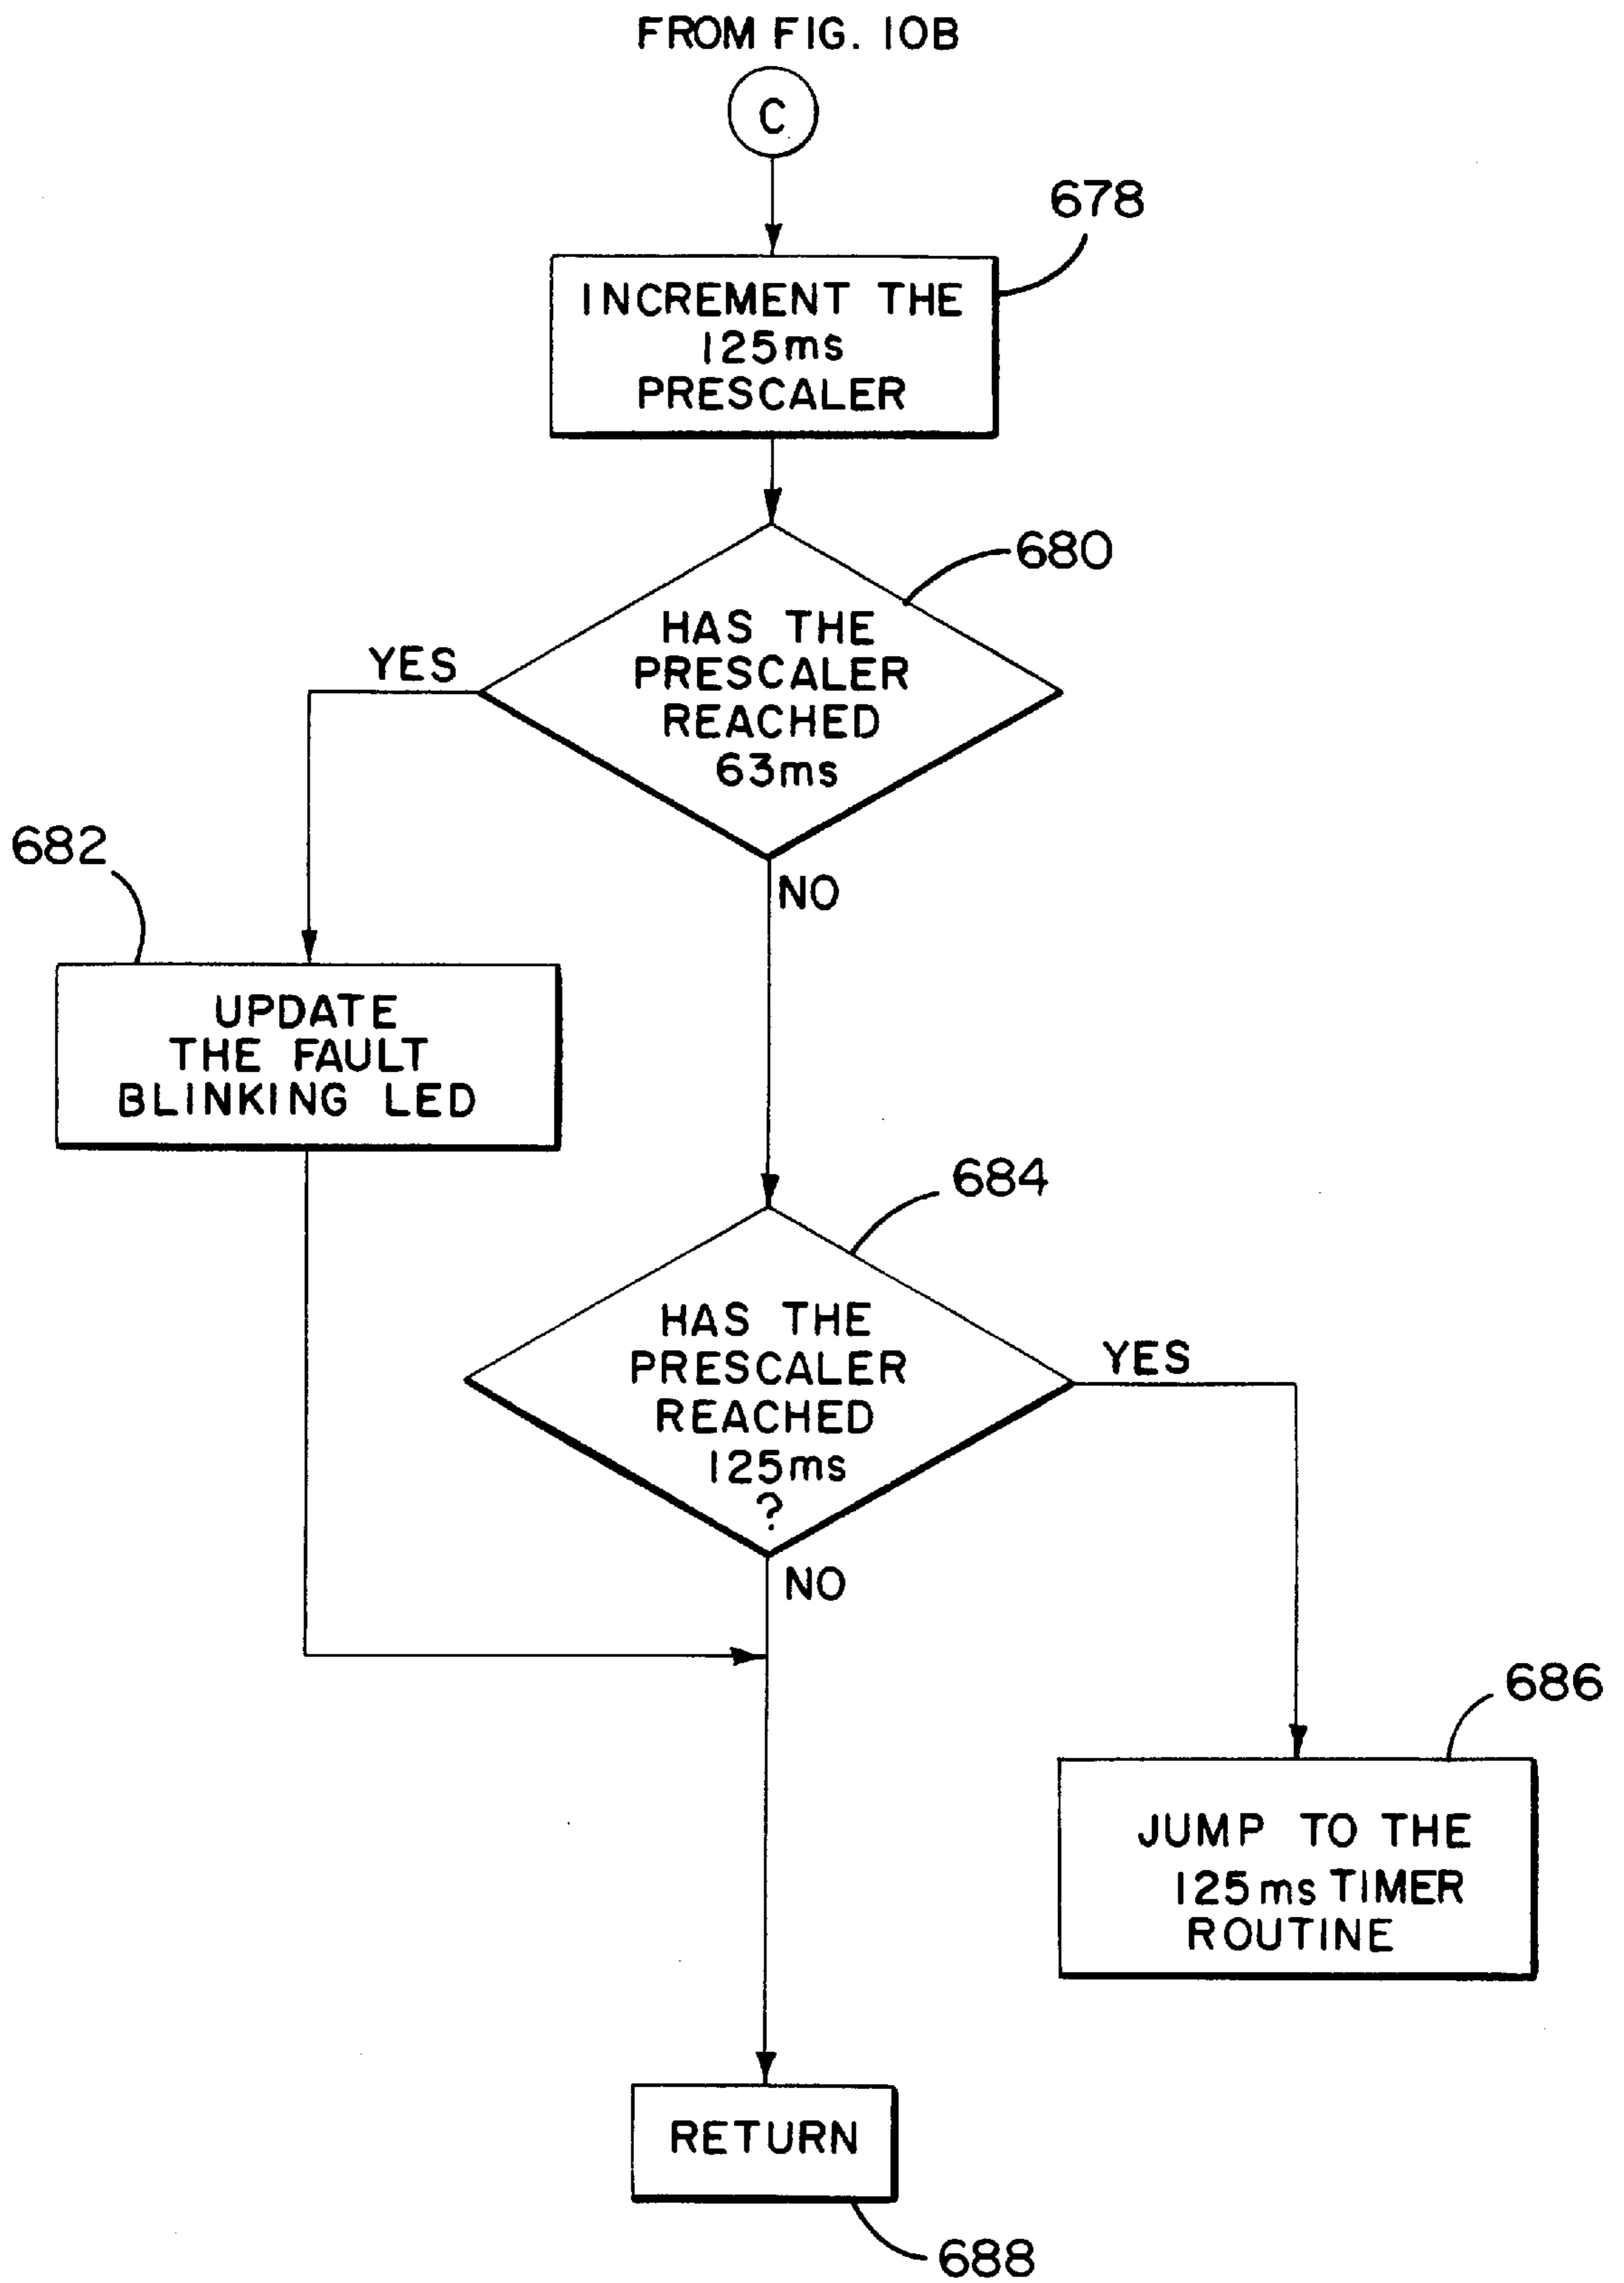 FROM FIG. 10B
C
678
INCREMENT THE
125ms
PRESCALER
680
HAS THE
PRESCALER
REACHED
63ms
YES
NO
682
UPDATE
THE FAULT
BLINKING LED
684
HAS THE
PRESCALER
REACHED
125ms
?
YES
NO
686
JUMP TO THE
125ms TIMER
ROUTINE
RETURN
688